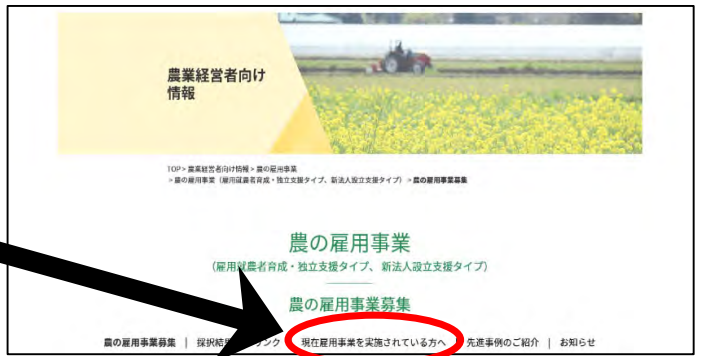 農業経営者向け
情報
TOP > 農業経営者向け情報 > 農の雇用事業
> 農の雇用事業（雇用就農者育成・独立支援タイプ、新法人設立支援タイプ） > 農の雇用事業募集
農の雇用事業
（雇用就農者育成・独立支援タイプ、新法人設立支援タイプ）
農の雇用事業募集
農の雇用事業募集 | 採択結 リンク 現在雇用事業を実施されている方へ 先進事例のご紹介 | お知らせ